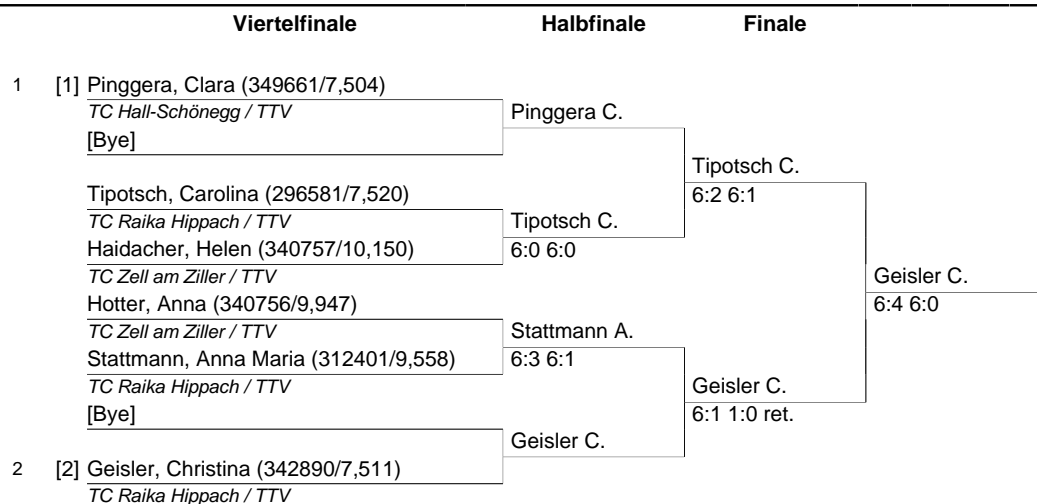 Viertelfinale Halbfinale Finale
1 [1] Pinggera, Clara (349661/7,504)
TC Hall-Schönegg / TTV Pinggera C.
[Bye]
Tipotsch C.
Tipotsch, Carolina (296581/7,520) 6:2 6:1
TC Raika Hippach / TTV Tipotsch C.
Haidacher, Helen (340757/10,150) 6:0 6:0
TC Zell am Ziller / TTV Geisler C.
Hotter, Anna (340756/9,947) 6:4 6:0
TC Zell am Ziller / TTV Stattmann A.
Stattmann, Anna Maria (312401/9,558) 6:3 6:1
TC Raika Hippach / TTV Geisler C.
[Bye] 6:1 1:0 ret.
Geisler C.
2 [2] Geisler, Christina (342890/7,511)
TC Raika Hippach / TTV